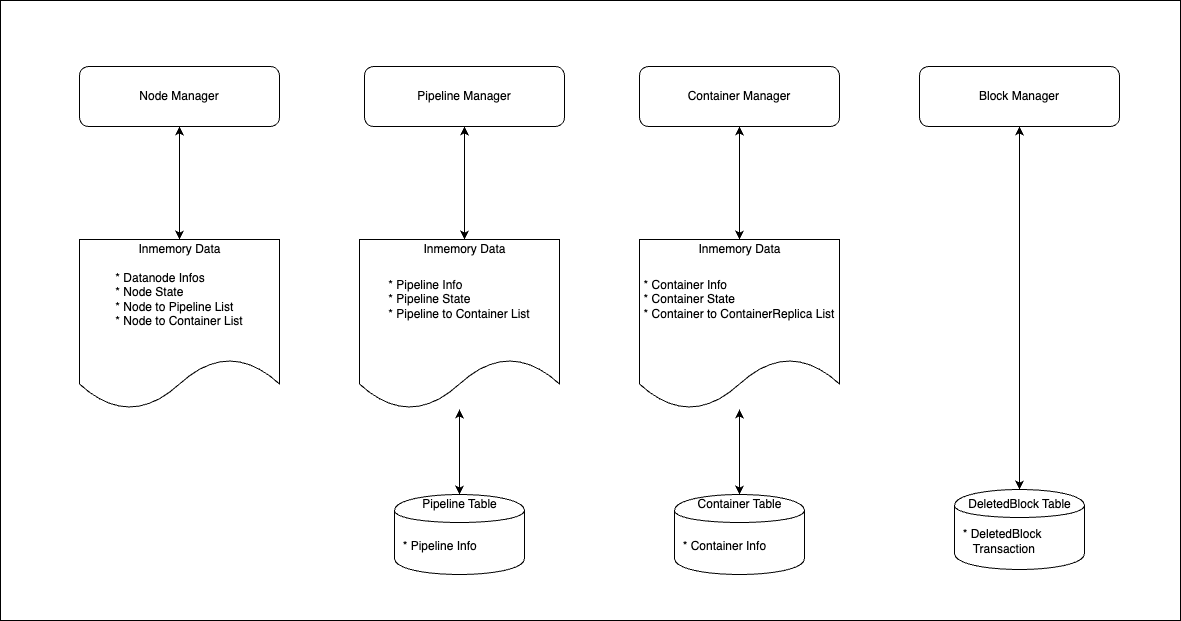 Node Manager
Pipeline Manager
Container Manager
Block Manager
Inmemory Data
* Datanode Infos
* Node State
* Node to Pipeline List
* Node to Container List
Inmemory Data
* Pipeline Info
* Pipeline State
* Pipeline to Container List
Inmemory Data
* Container Info
* Container State
* Container to ContainerReplica List
Pipeline Table
* Pipeline Info
Container Table
* Container Info
DeletedBlock Table
* DeletedBlock
Transaction